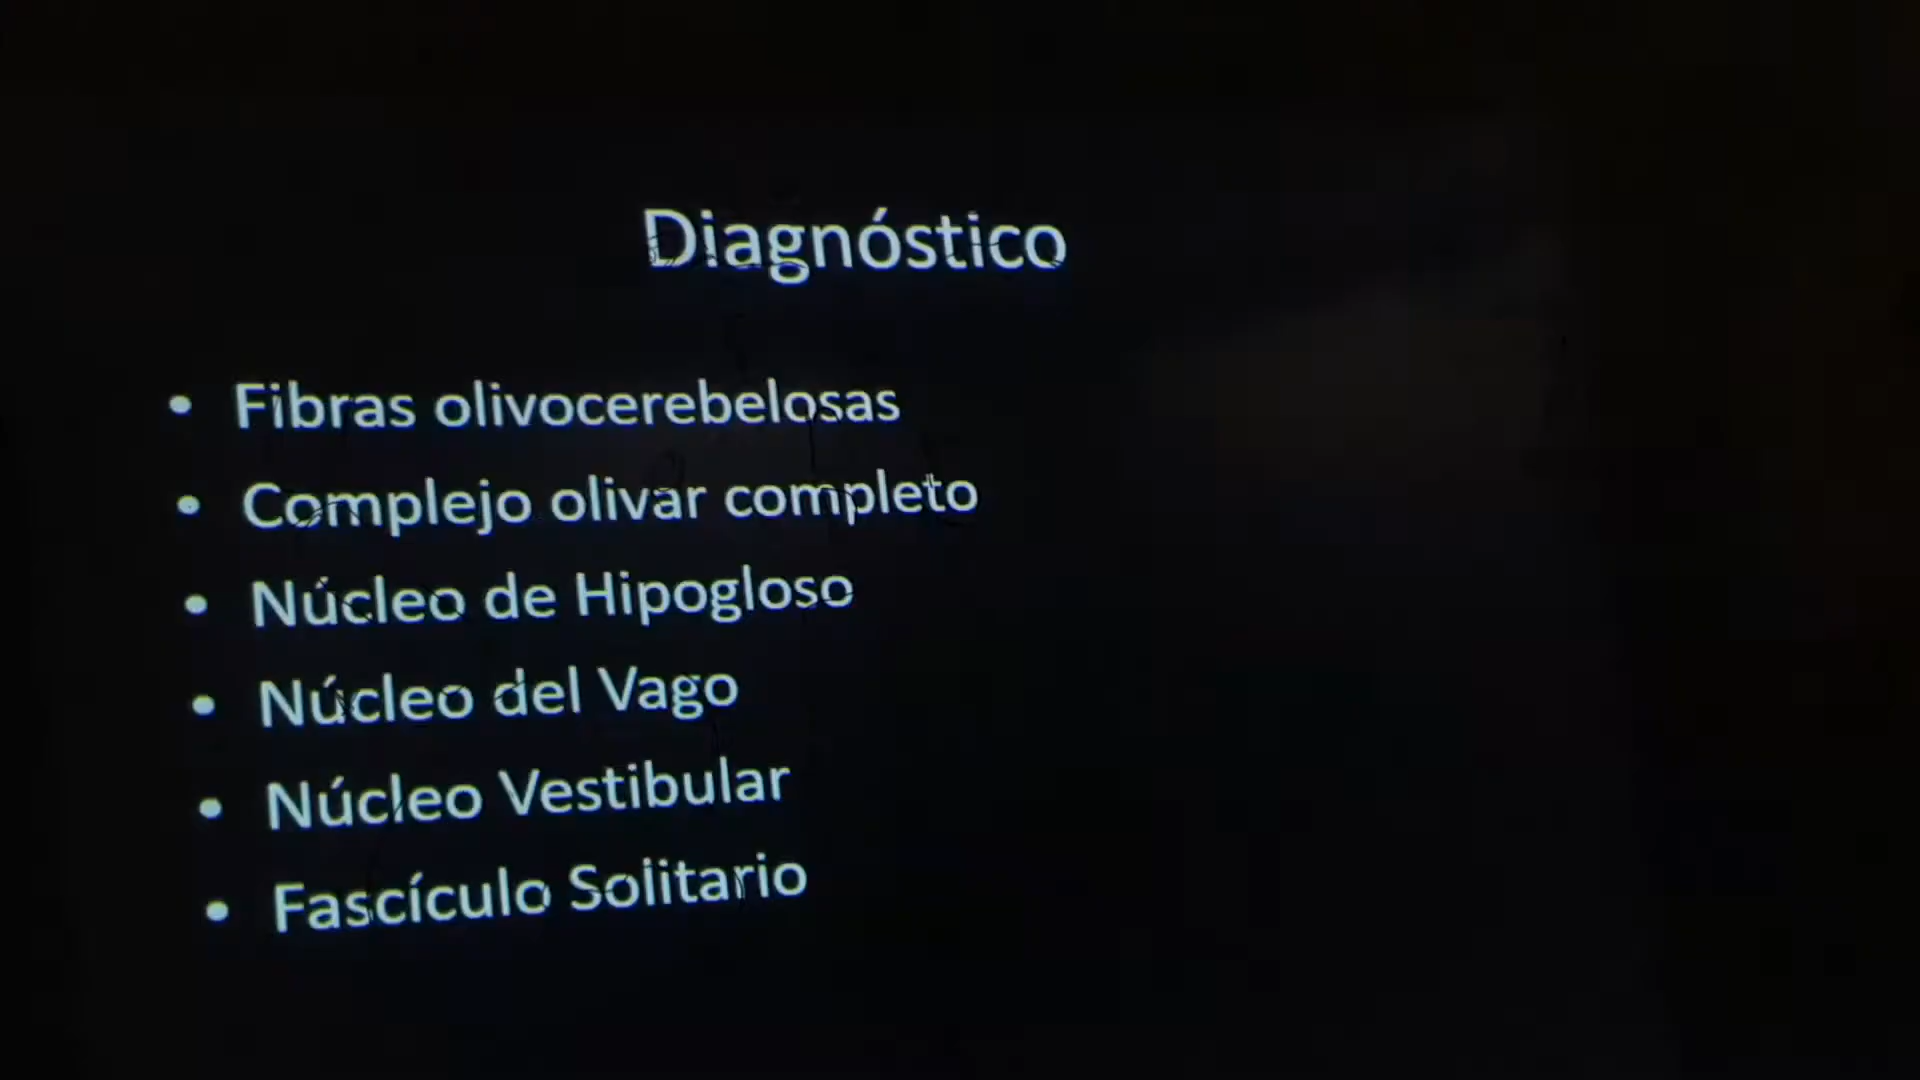 Diagnóstico
• Fibras olivocerebelosas
• Complejo olivar completo
• Núcleo de Hipogloso
• Núcleo del Vago
• Núcleo Vestibular
• Fascículo Solitario